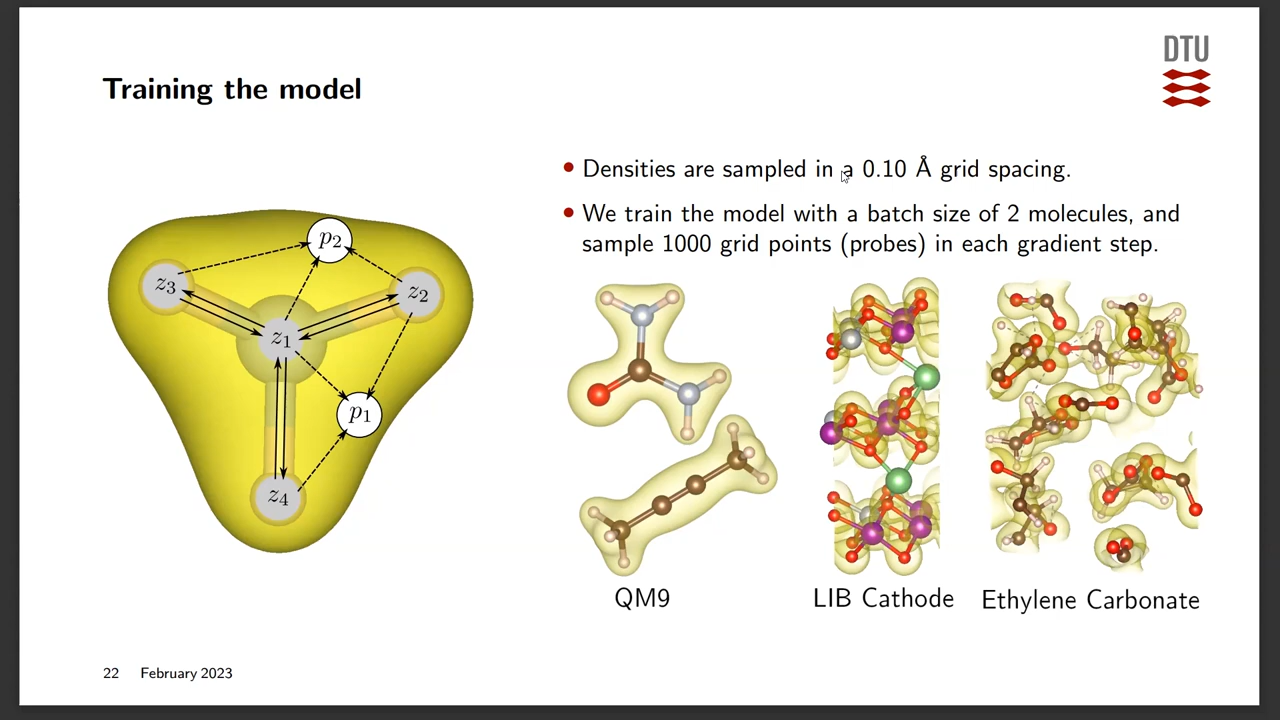 DTU
Training the model
• Densities are sampled in a 0.10 Å grid spacing.
• We train the model with a batch size of 2 molecules, and
sample 1000 grid points (probes) in each gradient step.
p2
z3
z2
z1
p1
z4
QM9
LIB Cathode
Ethylene Carbonate
22 February 2023